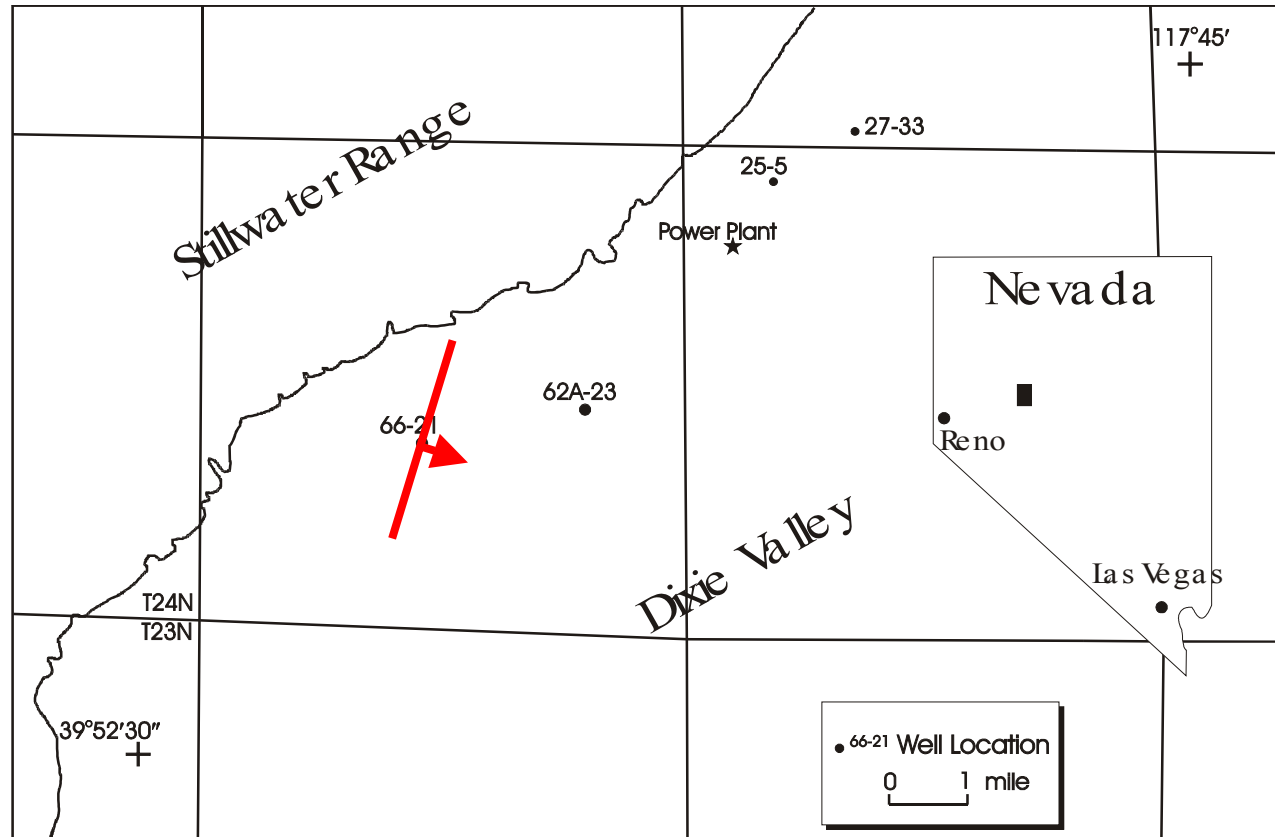 117°45′
27-33
Stillwater Range
25-5
Power Plant
Nevada
62A-23
66-21
Reno
Dixie Valley
Las Vegas
T24N
T23N
39°52′30″
66-21 Well Location
0 1 mile